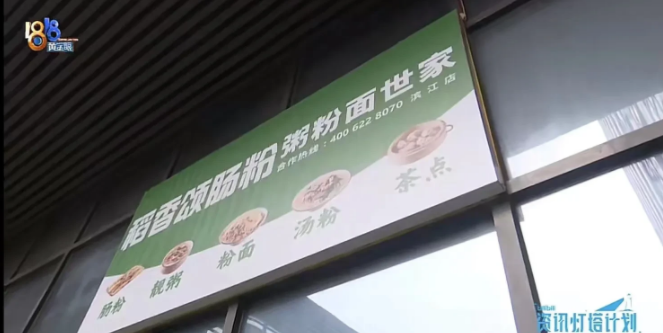 1818
黄金眼
稻香颂肠粉粥粉面世家
合作热线:400 622 8070 滨江店
肠粉 靓粥 粉面 汤粉 茶点
资讯灯塔计划